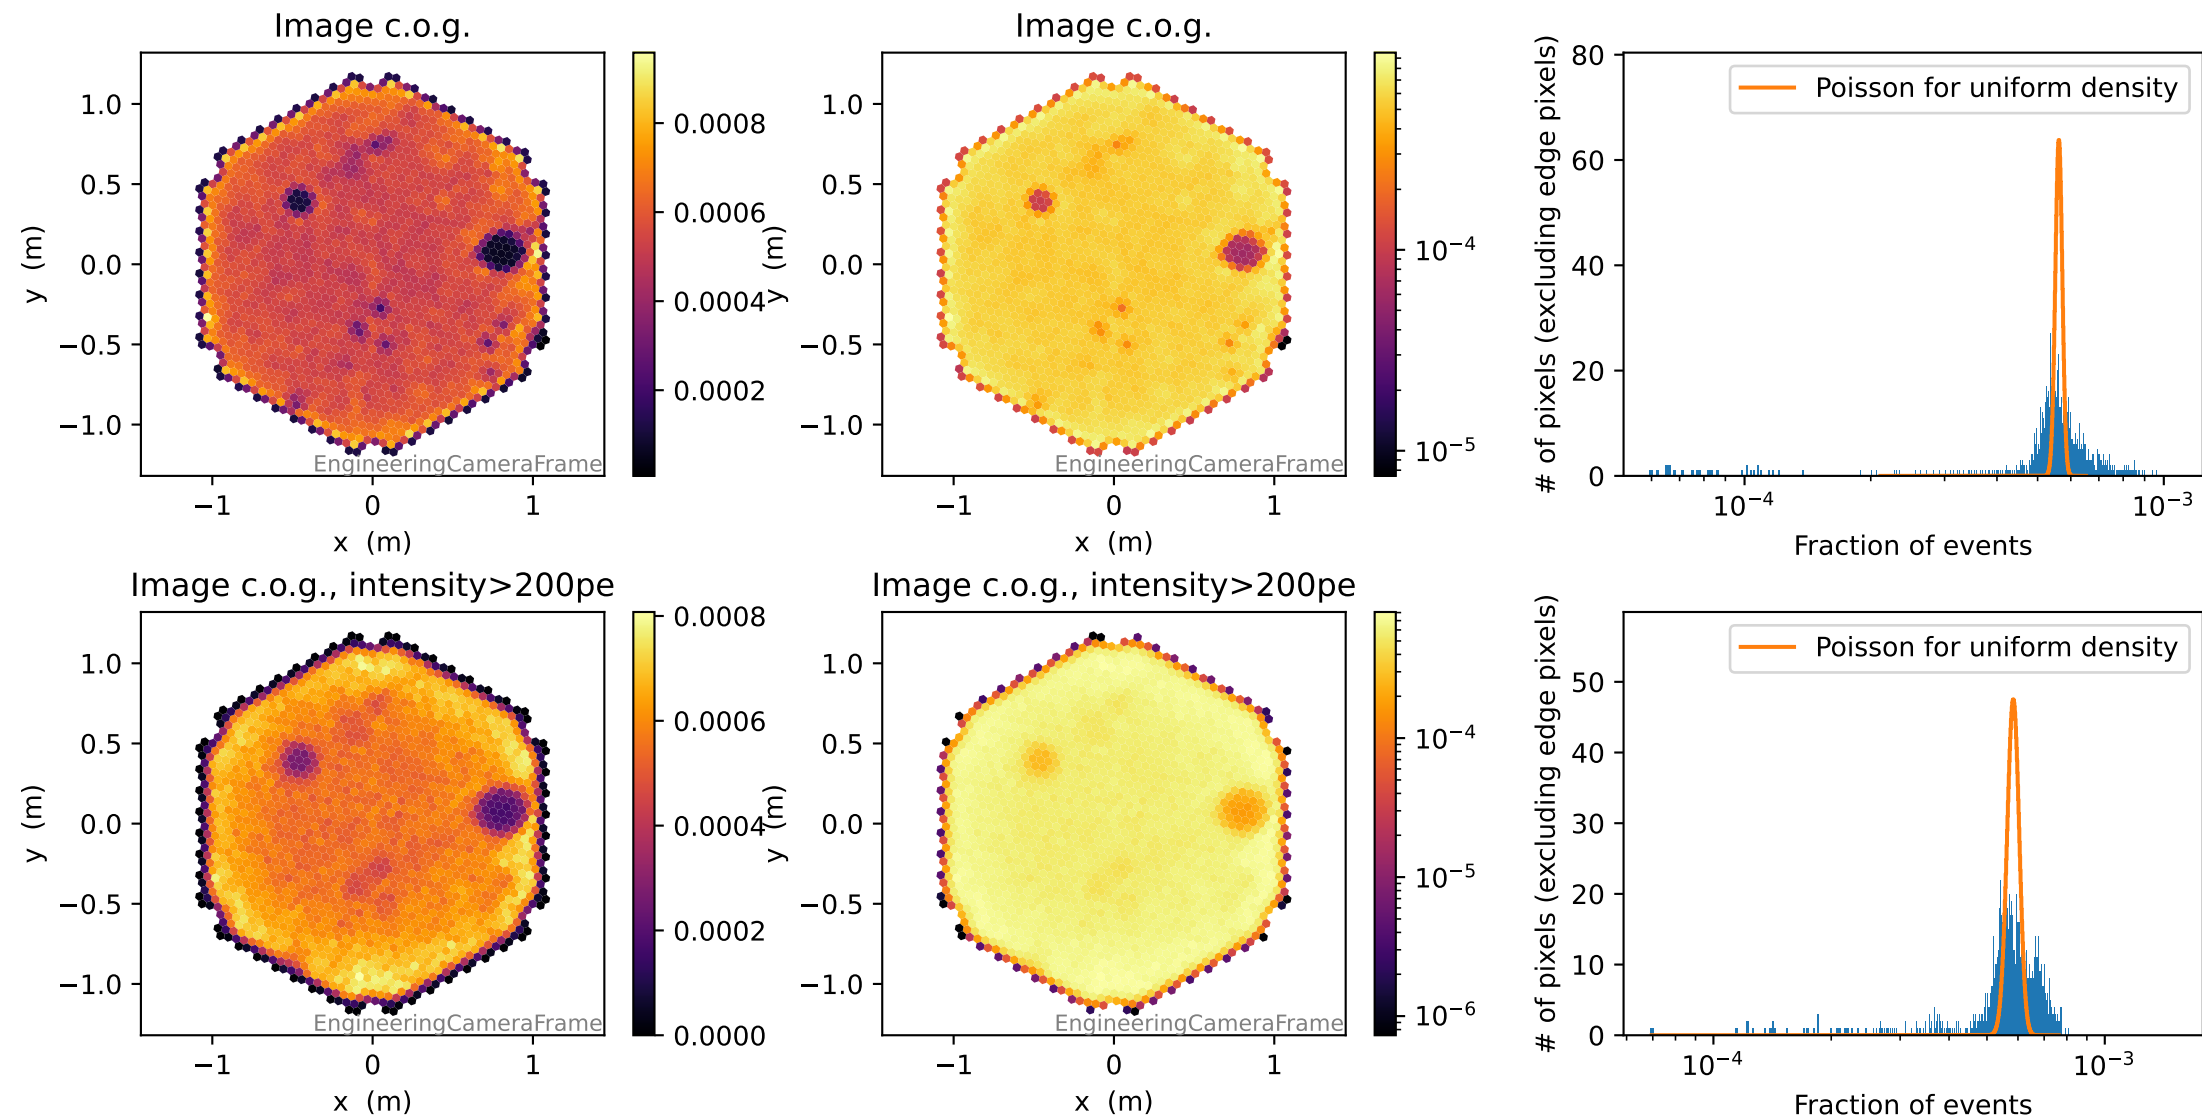 Image c.o.g.
y (m)
1.0
0.5
0.0
−0.5
−1.0
−1
0
1
x (m)
EngineeringCameraFrame
0.0008
0.0006
0.0004
0.0002
Image c.o.g.
y (m)
1.0
0.5
0.0
−0.5
−1.0
−1
0
1
x (m)
EngineeringCameraFrame
10⁻⁴
10⁻⁵
# of pixels (excluding edge pixels)
80
60
40
20
0
Poisson for uniform density
10⁻⁴
10⁻³
Fraction of events
Image c.o.g., intensity>200pe
y (m)
1.0
0.5
0.0
−0.5
−1.0
−1
0
1
x (m)
EngineeringCameraFrame
0.0008
0.0006
0.0004
0.0002
0.0000
Image c.o.g., intensity>200pe
y (m)
1.0
0.5
0.0
−0.5
−1.0
−1
0
1
x (m)
EngineeringCameraFrame
10⁻⁴
10⁻⁵
10⁻⁶
# of pixels (excluding edge pixels)
50
40
30
20
10
0
Poisson for uniform density
10⁻⁴
10⁻³
Fraction of events